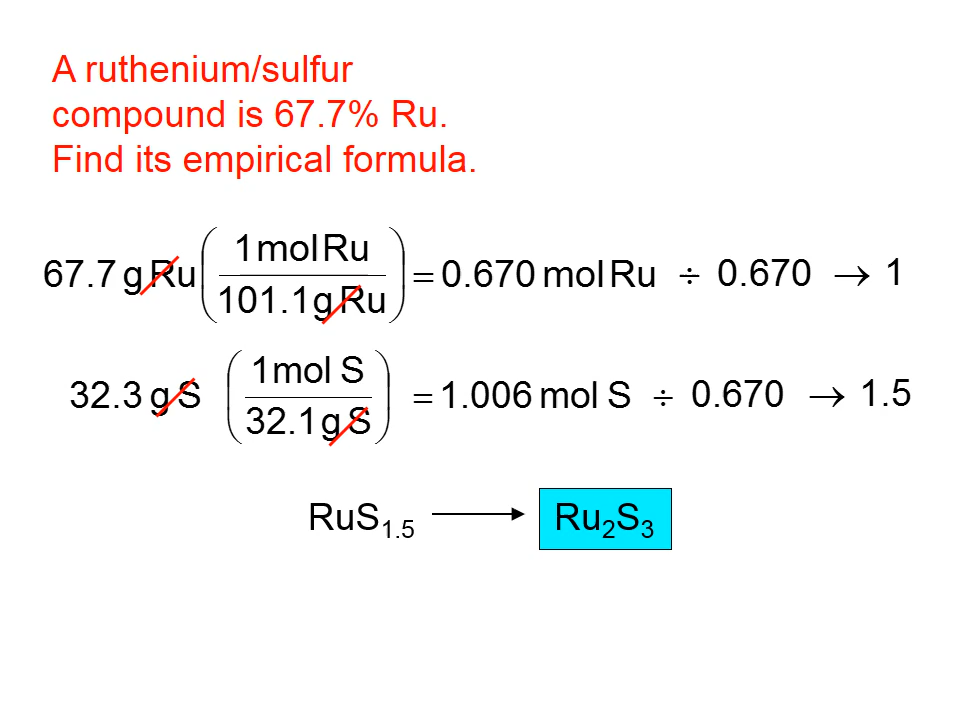 A ruthenium/sulfur
compound is 67.7% Ru.
Find its empirical formula.
67.7 g Ru (1 mol Ru / 101.1 g Ru) = 0.670 mol Ru ÷ 0.670 → 1
32.3 g S (1 mol S / 32.1 g S) = 1.006 mol S ÷ 0.670 → 1.5
RuS₁.₅ → Ru₂S₃